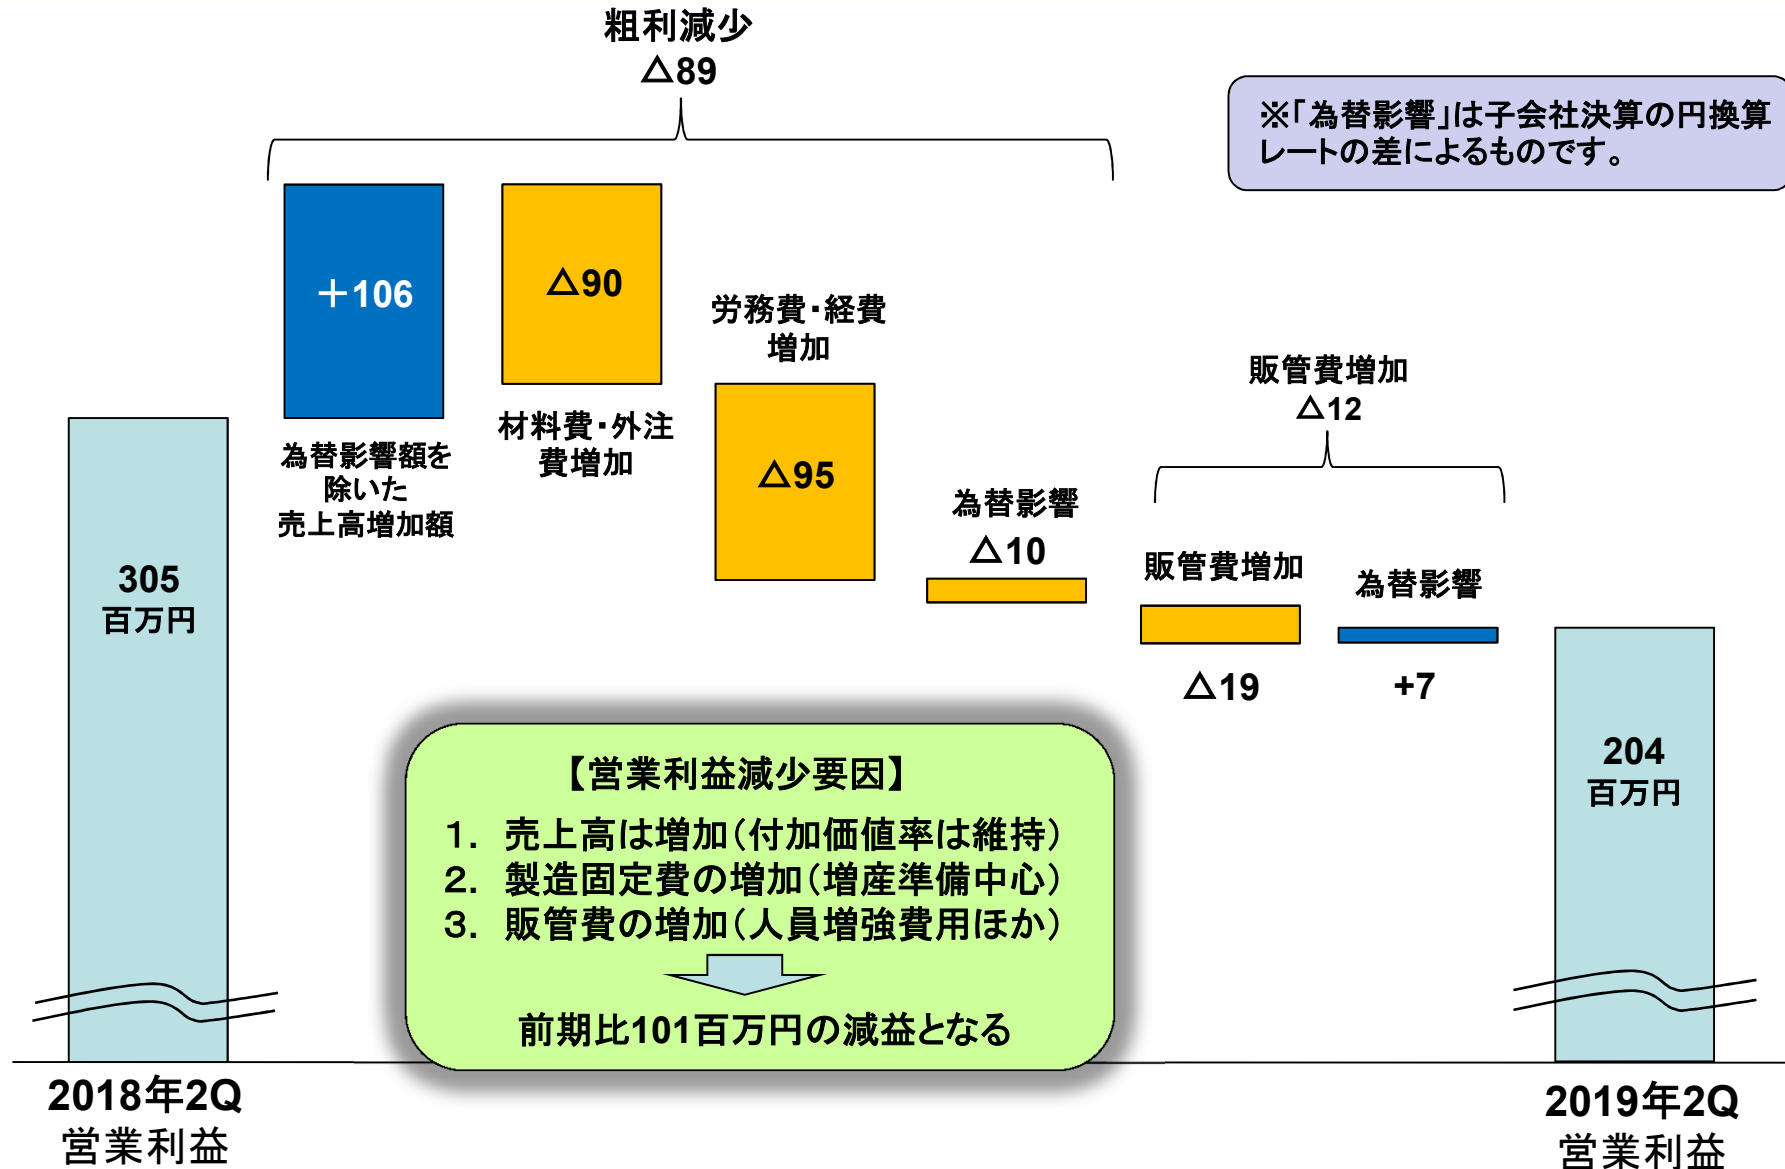 粗利減少
△89
※「為替影響」は子会社決算の円換算
レートの差によるものです。
＋106
為替影響額を
除いた
売上高増加額
△90
材料費・外注
費増加
労務費・経費
増加
△95
為替影響
△10
販管費増加
△12
販管費増加
△19
為替影響
+7
305
百万円
204
百万円
【営業利益減少要因】
1. 売上高は増加（付加価値率は維持）
2. 製造固定費の増加（増産準備中心）
3. 販管費の増加（人員増強費用ほか）
前期比101百万円の減益となる
2018年2Q
営業利益
2019年2Q
営業利益